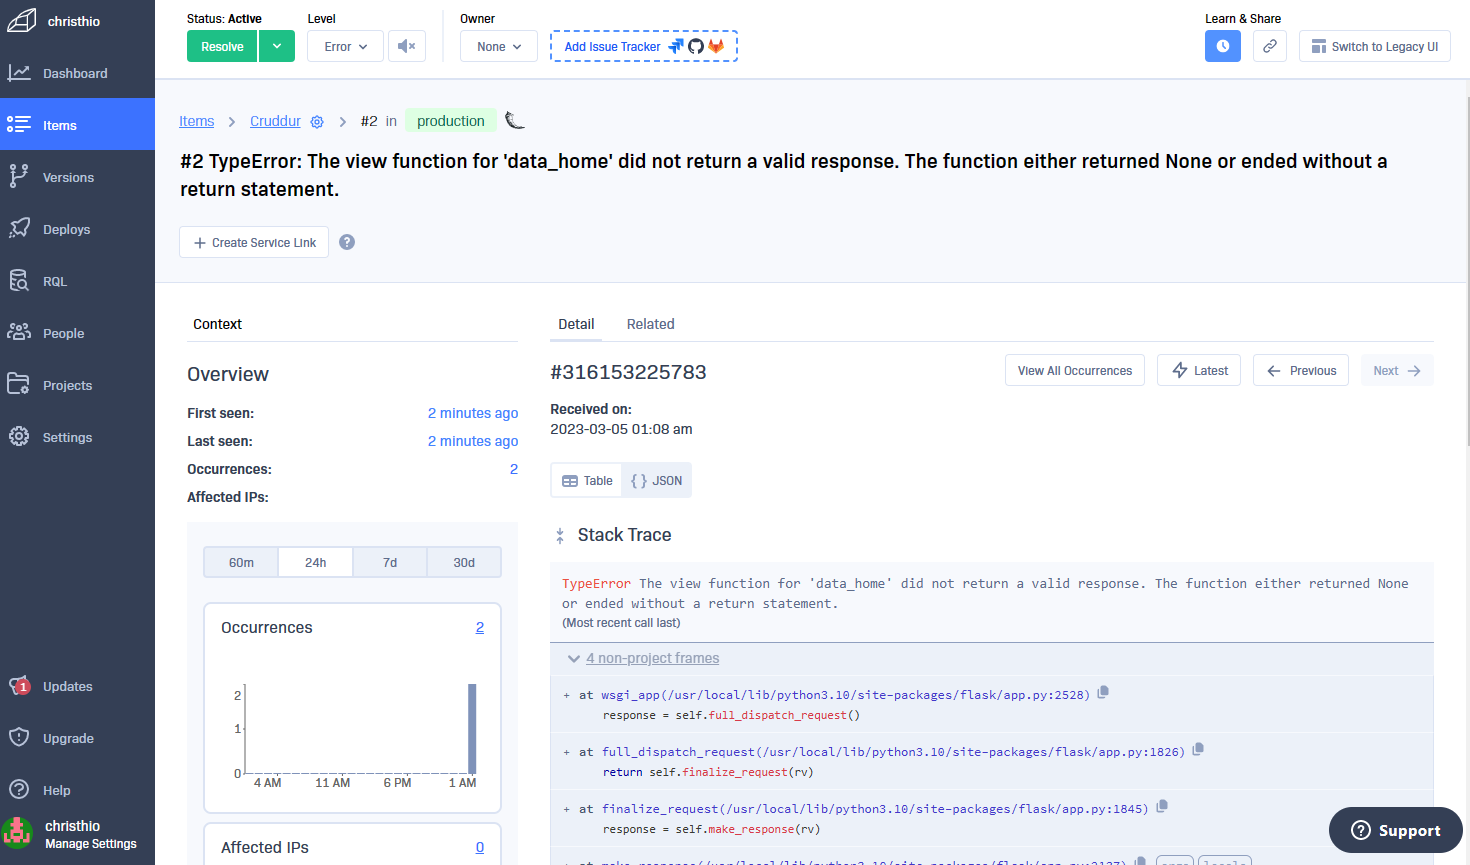 christhio
Dashboard
Items
Versions
Deploys
RQL
People
Projects
Settings
Updates
1
Upgrade
Help
christhio
Manage Settings
Status: Active
Level
Owner
Learn & Share
Resolve
Error
None
Add Issue Tracker
Switch to Legacy UI
Items > Cruddur > #2 in production
#2 TypeError: The view function for 'data_home' did not return a valid response. The function either returned None or ended without a
return statement.
+ Create Service Link ?
Context
Overview
First seen: 2 minutes ago
Last seen: 2 minutes ago
Occurrences: 2
Affected IPs:
60m 24h 7d 30d
Occurrences 2
2
1
0
4 AM 11 AM 6 PM 1 AM
Affected IPs 0
Detail Related
#316153225783
View All Occurrences Latest Previous Next
Received on:
2023-03-05 01:08 am
Table {} JSON
Stack Trace
TypeError The view function for 'data_home' did not return a valid response. The function either returned None
or ended without a return statement.
(Most recent call last)
4 non-project frames
+ at wsgi_app(/usr/local/lib/python3.10/site-packages/flask/app.py:2528)
response = self.full_dispatch_request()
+ at full_dispatch_request(/usr/local/lib/python3.10/site-packages/flask/app.py:1826)
return self.finalize_request(rv)
+ at finalize_request(/usr/local/lib/python3.10/site-packages/flask/app.py:1845)
response = self.make_response(rv)
Support